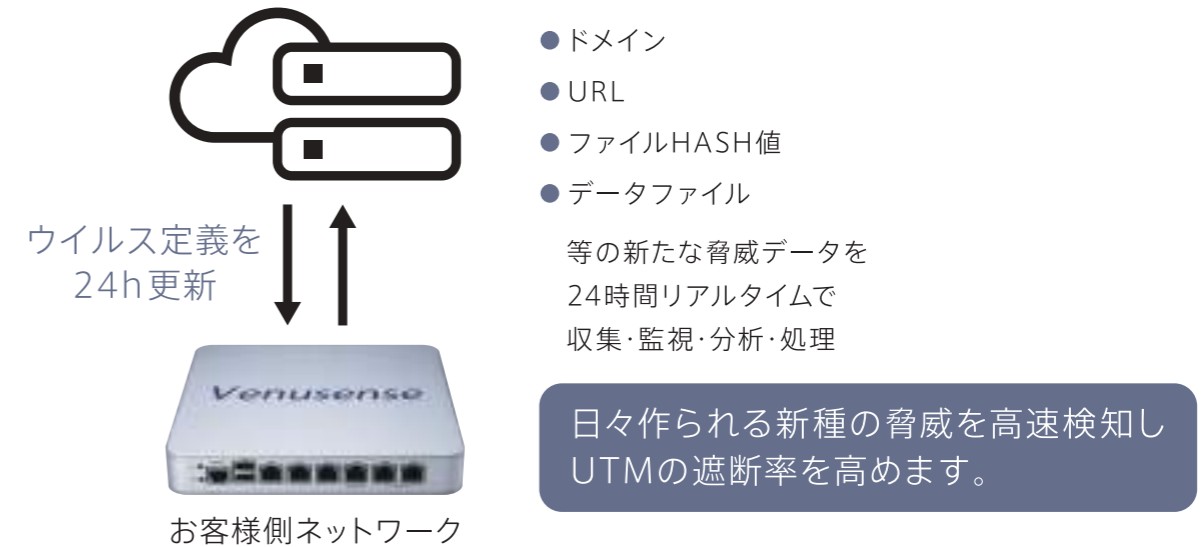 ドメイン
URL
ファイルHASH値
データファイル
等の新たな脅威データを
24時間リアルタイムで
収集・監視・分析・処理
ウイルス定義を
24h更新
Venusense
お客様側ネットワーク
日々作られる新種の脅威を高速検知し
UTMの遮断率を高めます。